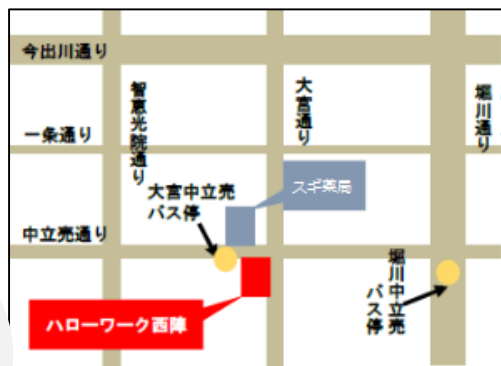 今出川通り
智恵光院通り
大宮通り
堀川通り
一条通り
大宮中立売
バス停
スギ薬局
中立売通り
堀川中立売
バス停
ハローワーク西陣